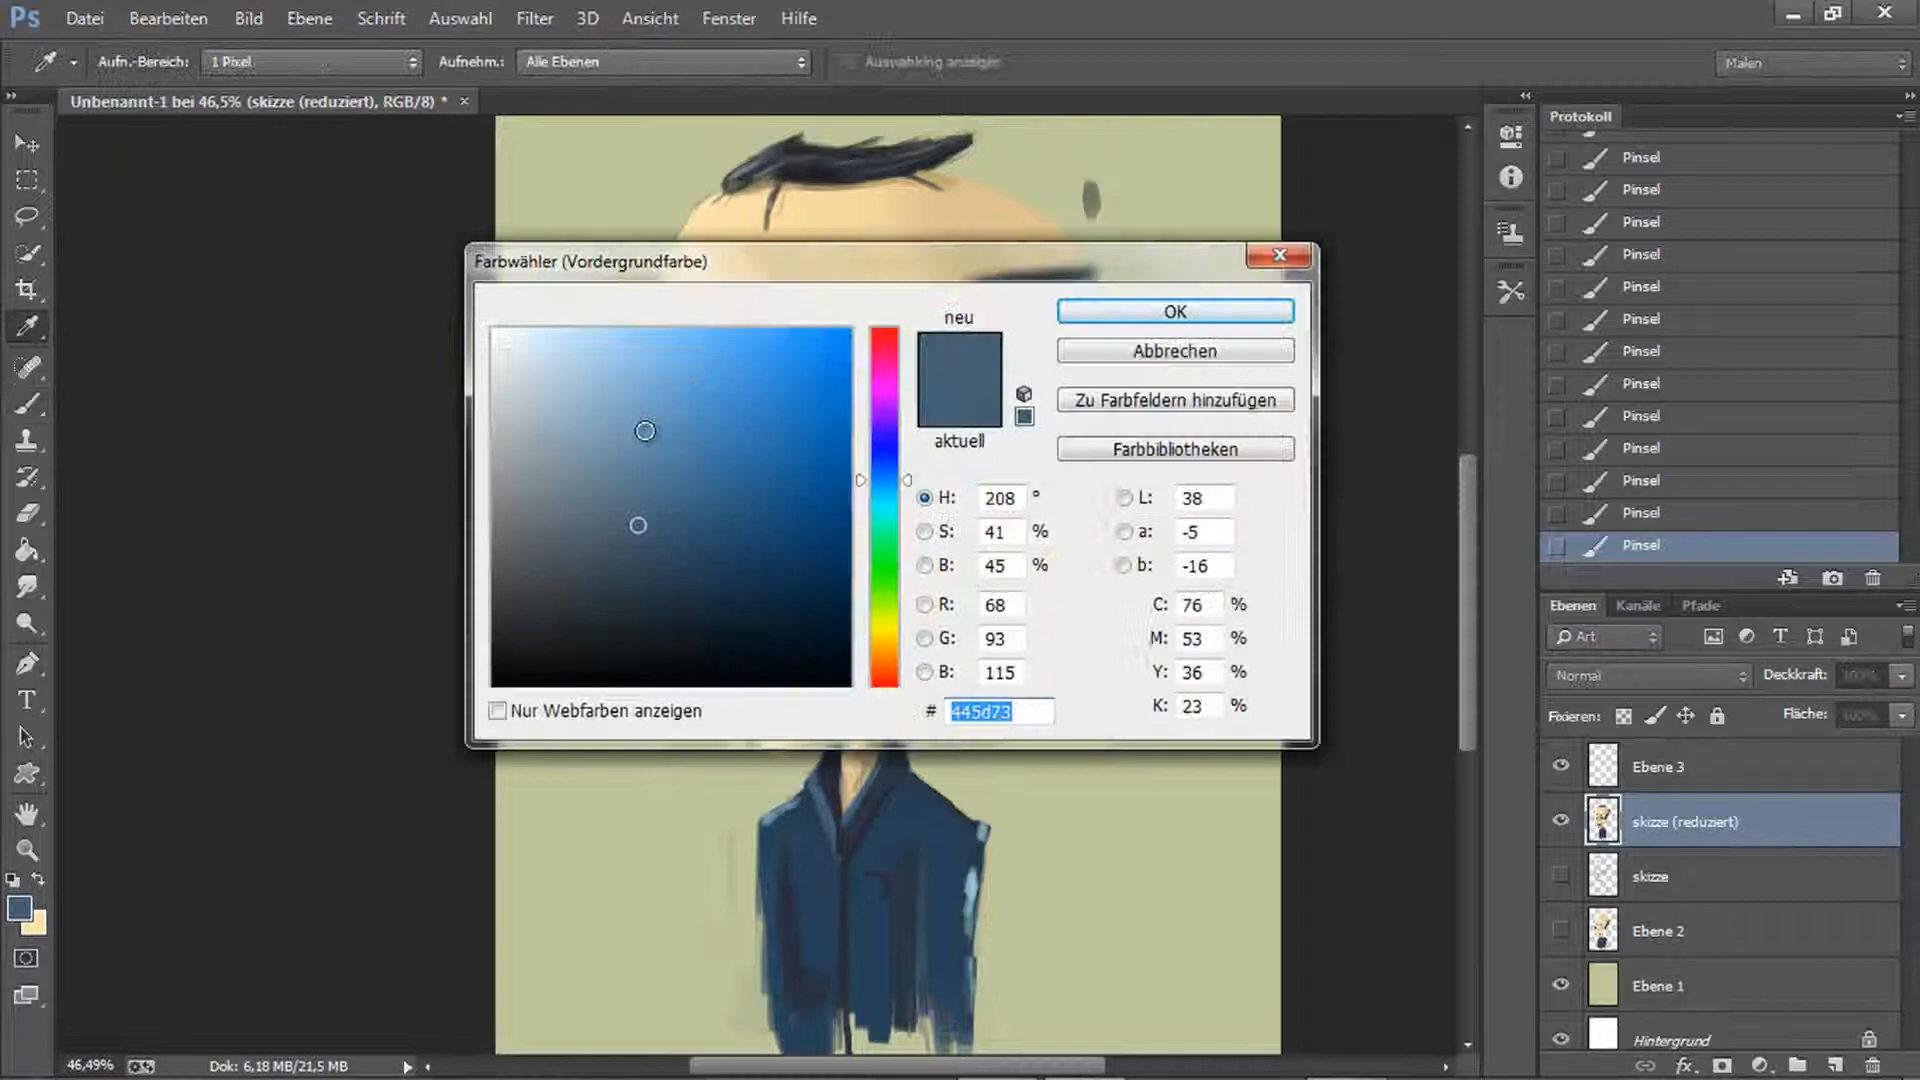 Ps Datei Bearbeiten Bild Ebene Schrift Auswahl Filter 3D Ansicht Fenster Hilfe
Aufn.-Bereich: 1 Pixel Aufnehm.: Alle Ebenen Auswahlring anzeigen Malen
Unbenannt-1 bei 46,5% (skizze (reduziert), RGB/8) *
Protokoll
Pinsel
Pinsel
Pinsel
Pinsel
Pinsel
Pinsel
Pinsel
Pinsel
Pinsel
Pinsel
Pinsel
Pinsel
Pinsel
Farbwähler (Vordergrundfarbe)
neu
aktuell
OK
Abbrechen
Zu Farbfeldern hinzufügen
Farbbibliotheken
H: 208 ° L: 38
S: 41 % a: -5
B: 45 % b: -16
R: 68 C: 76 %
G: 93 M: 53 %
B: 115 Y: 36 %
# 445d73 K: 23 %
Nur Webfarben anzeigen
Ebenen Kanäle Pfade
Art
Normal Deckkraft: 100%
Fixieren: Fläche: 100%
Ebene 3
skizze (reduziert)
skizze
Ebene 2
Ebene 1
Hintergrund
46,49% Dok: 6,18 MB/21,5 MB